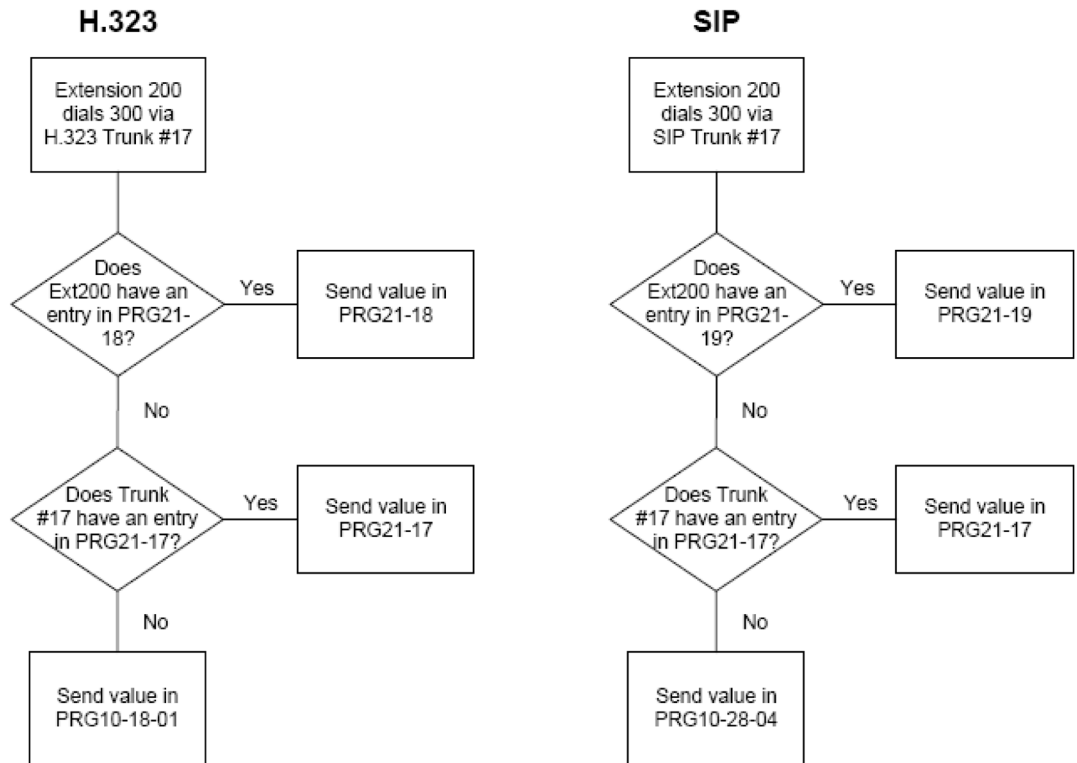 H.323
Extension 200
dials 300 via
H.323 Trunk #17
Does
Ext200 have an
entry in PRG21-
18?
Yes
Send value in
PRG21-18
No
Does Trunk
#17 have an entry
in PRG21-17?
Yes
Send value in
PRG21-17
No
Send value in
PRG10-18-01
SIP
Extension 200
dials 300 via
SIP Trunk #17
Does
Ext200 have an
entry in PRG21-
19?
Yes
Send value in
PRG21-19
No
Does Trunk
#17 have an entry
in PRG21-17?
Yes
Send value in
PRG21-17
No
Send value in
PRG10-28-04